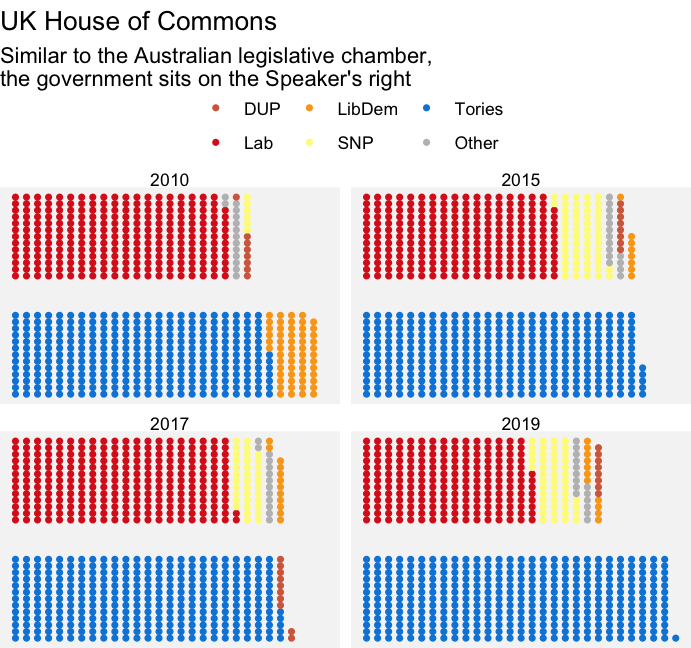 UK House of Commons
Similar to the Australian legislative chamber,
the government sits on the Speaker's right
DUP LibDem Tories
Lab SNP Other
2010 2015
2017 2019